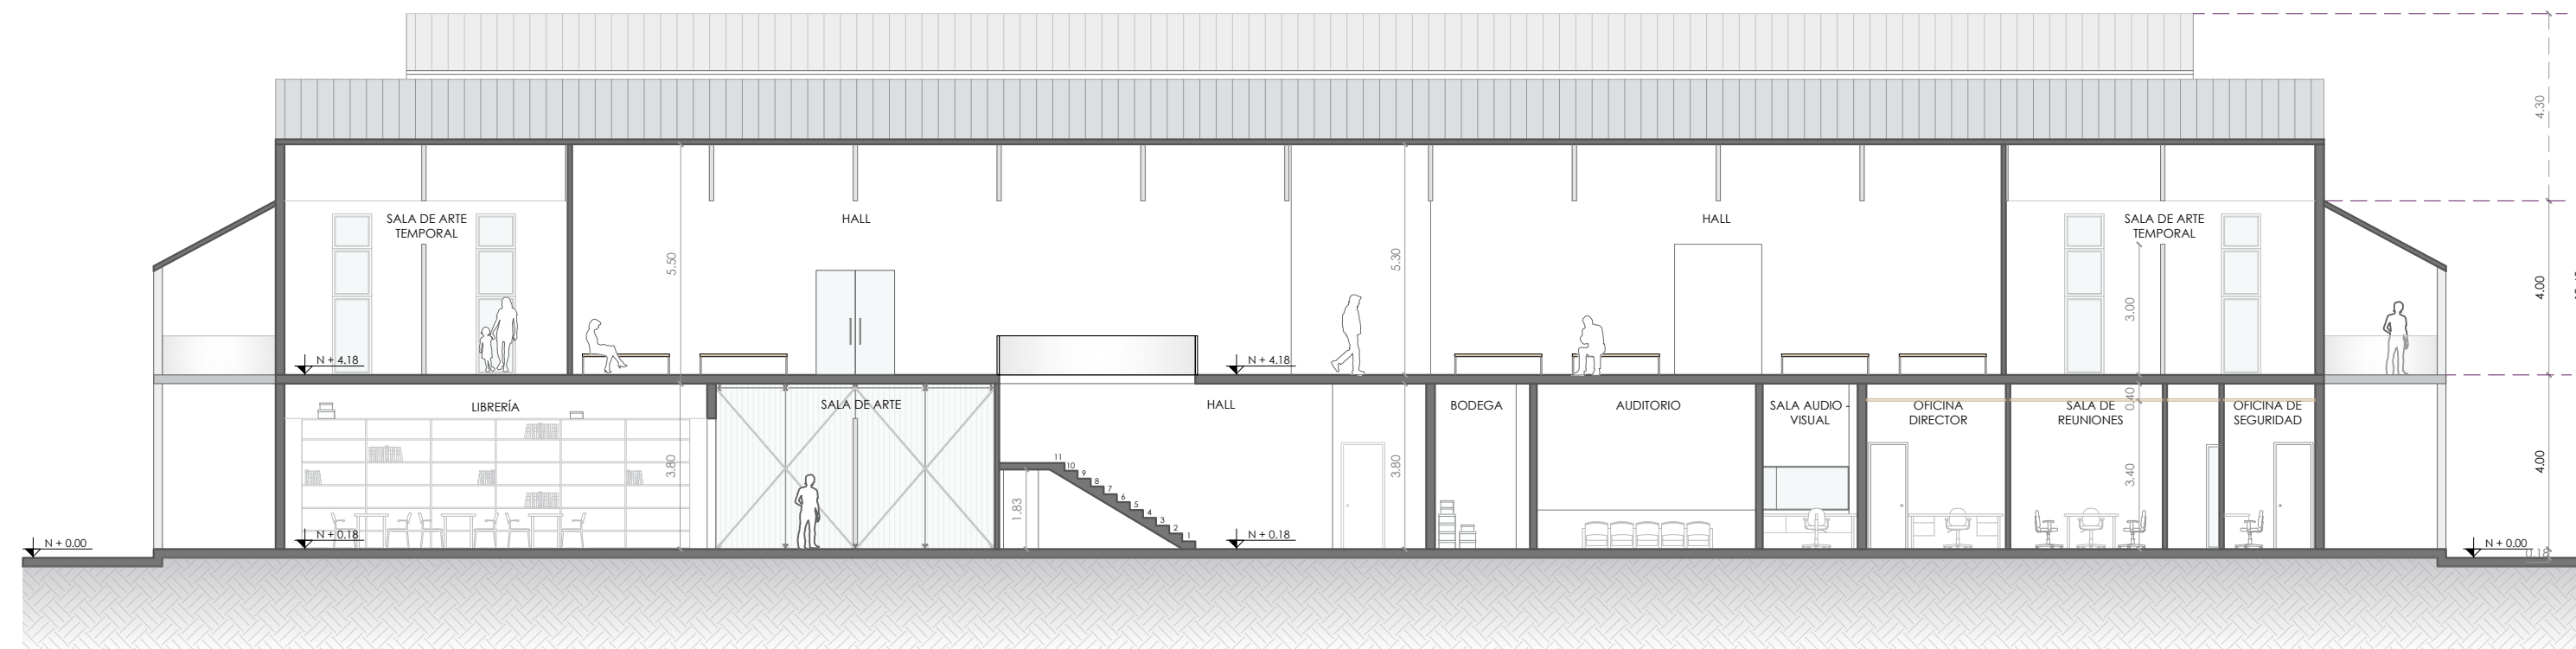 4.30
SALA DE ARTE
TEMPORAL
HALL
HALL
SALA DE ARTE
TEMPORAL
5.50
5.30
3.00
4.00
N + 4.18
N + 4.18
LIBRERÍA
SALA DE ARTE
HALL
BODEGA
AUDITORIO
SALA AUDIO -
VISUAL
OFICINA
DIRECTOR
SALA DE
REUNIONES
0.40
OFICINA DE
SEGURIDAD
3.80
3.80
3.40
4.00
1.83
11
10
9
8
7
6
5
4
3
2
1
N + 0.00
N + 0.18
N + 0.18
N + 0.00
0.18